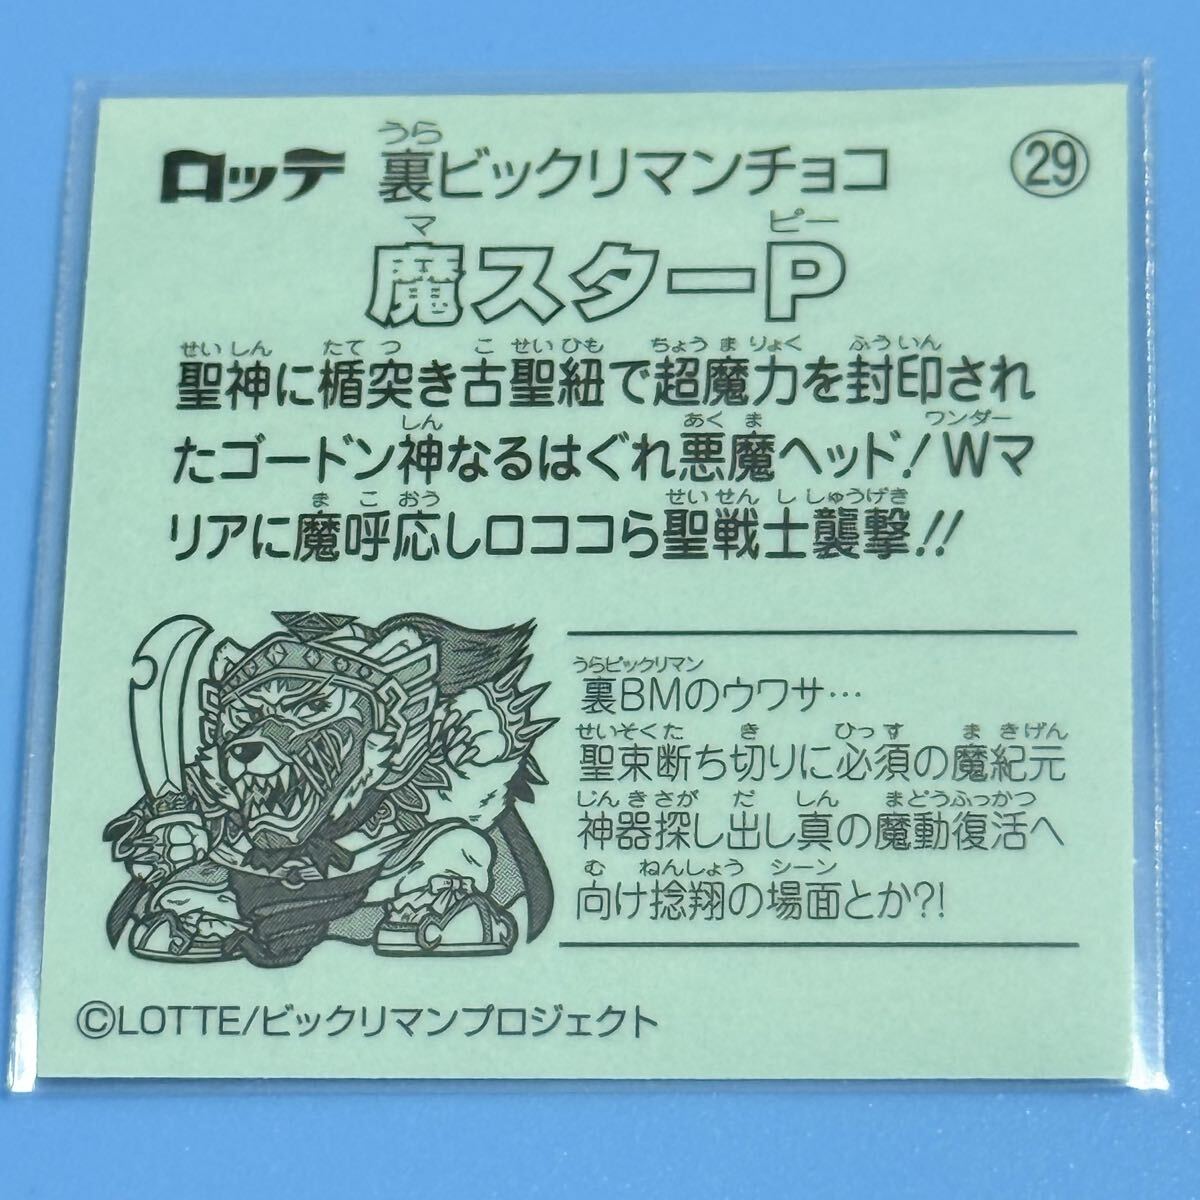 ロッテ 裏ビックリマンチョコ 29
うら
魔スターP
マ ピー
せいしん たてつ こ せいひも ちょう ま りょく ふういん
聖神に楯突き古聖紐で超魔力を封印され
しん あく ま ワンダー
たゴードン神なるはぐれ悪魔ヘッド!Wマ
ま こ おう せい せん し しゅうげき
リアに魔呼応しロココら聖戦士襲撃!!
うらビックリマン
裏BMのウワサ…
せいそくた き ひっす ま きげん
聖束断ち切りに必須の魔紀元
じんきさが だ しん まどうふっかつ
神器探し出し真の魔動復活へ
む ねんしょう シーン
向け捻翔の場面とか?!
©LOTTE/ビックリマンプロジェクト